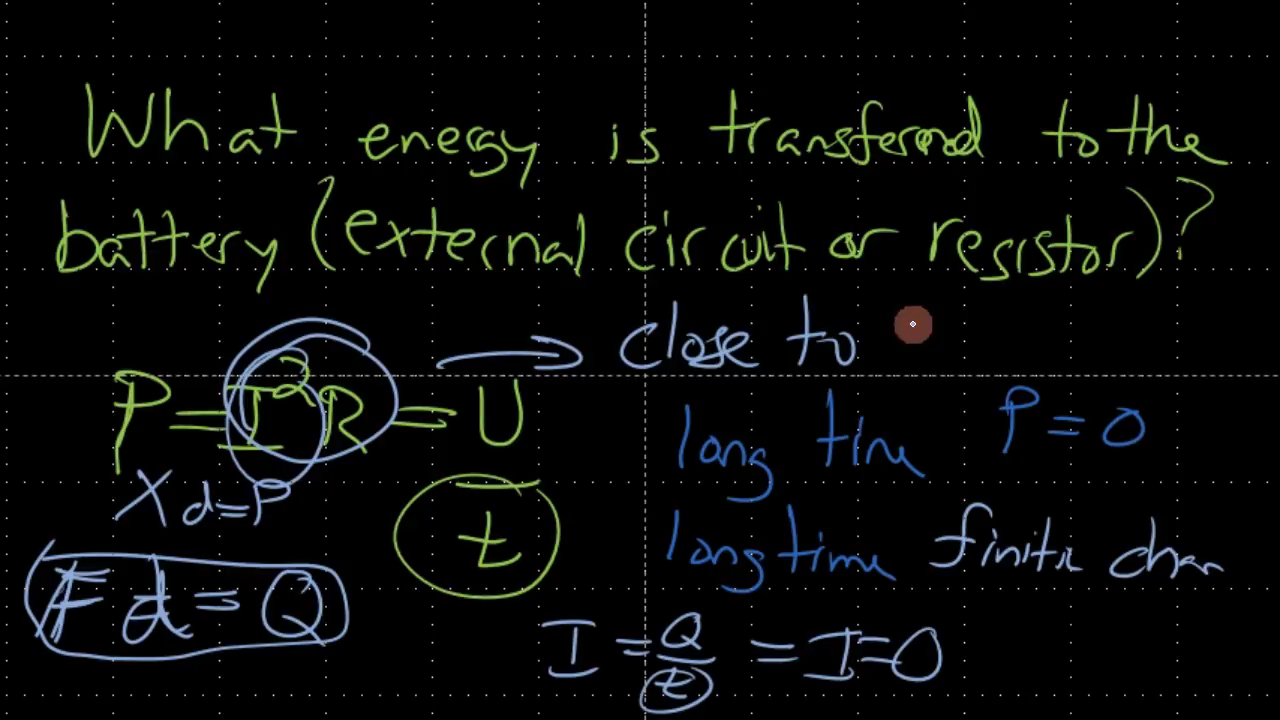 What energy is transferred to the
battery (external circuit or resistor)?
→ close to
P = I²R = U/t
long time P = 0
X d = P
long time finite
F d = Q
I = Q/t = I = 0